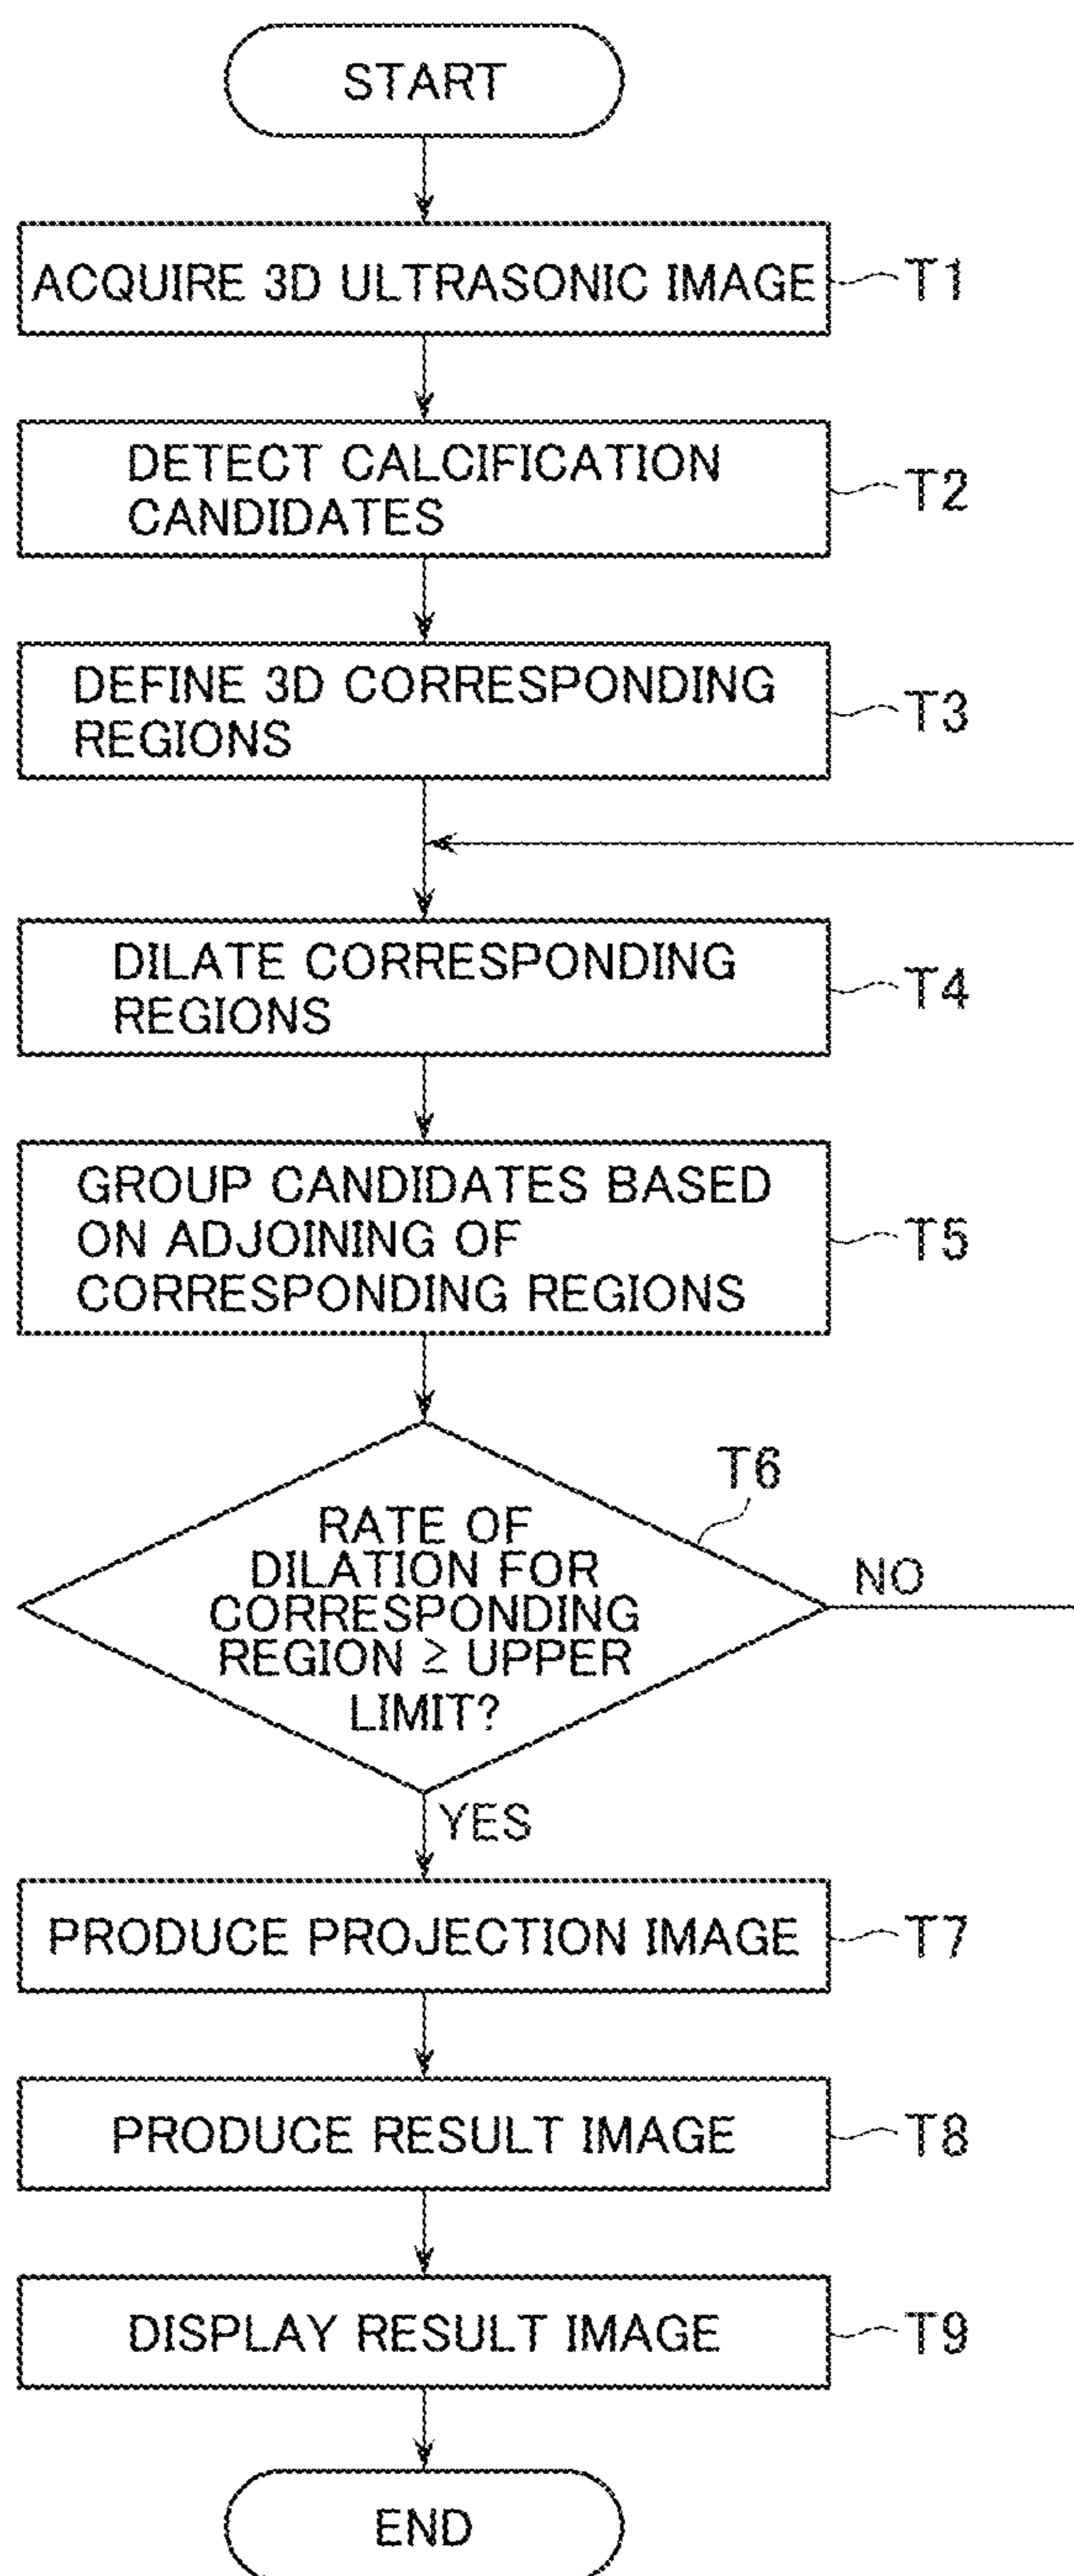 START
ACQUIRE 3D ULTRASONIC IMAGE
T1
DETECT CALCIFICATION
CANDIDATES
T2
DEFINE 3D CORRESPONDING
REGIONS
T3
DILATE CORRESPONDING
REGIONS
T4
GROUP CANDIDATES BASED
ON ADJOINING OF
CORRESPONDING REGIONS
T5
T6
RATE OF
DILATION FOR
CORRESPONDING
REGION ≥ UPPER
LIMIT?
NO
YES
PRODUCE PROJECTION IMAGE
T7
PRODUCE RESULT IMAGE
T8
DISPLAY RESULT IMAGE
T9
END